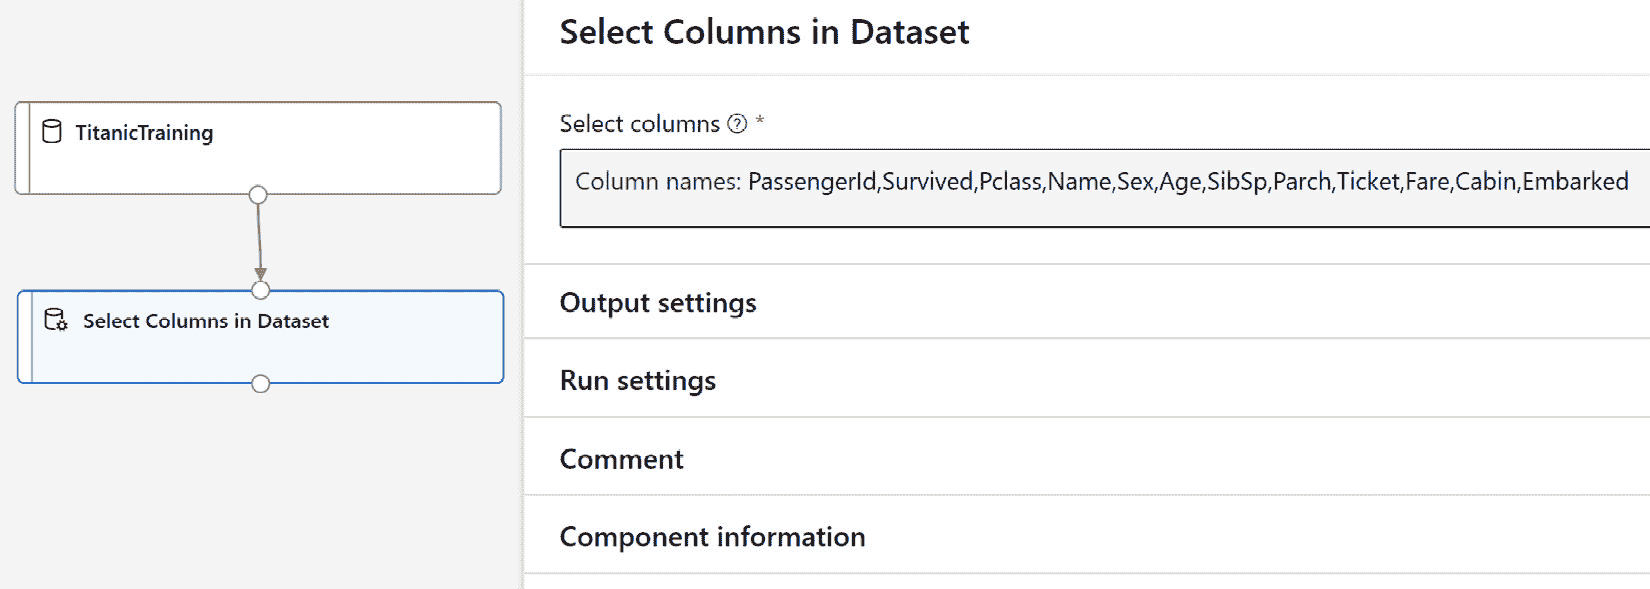 TitanicTraining
Select Columns in Dataset
Select Columns in Dataset
Select columns ? *
Column names: PassengerId,Survived,Pclass,Name,Sex,Age,SibSp,Parch,Ticket,Fare,Cabin,Embarked
Output settings
Run settings
Comment
Component information